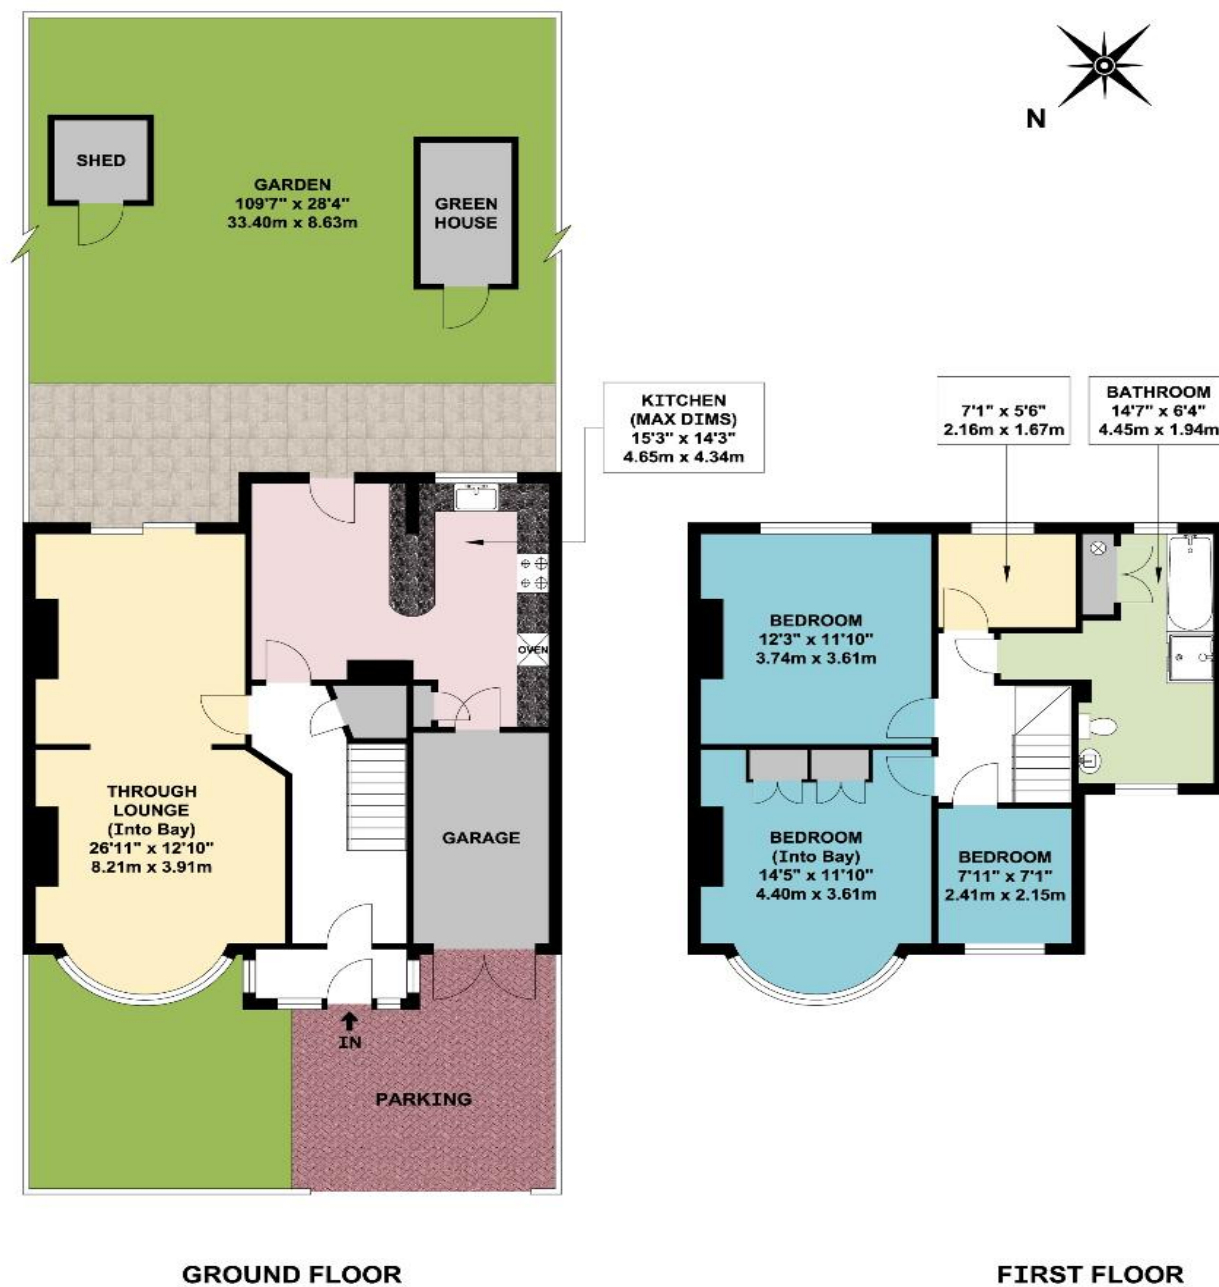 N
SHED
GARDEN
109'7" x 28'4"
33.40m x 8.63m
GREEN
HOUSE
KITCHEN
(MAX DIMS)
15'3" x 14'3"
4.65m x 4.34m
OVEN
THROUGH
LOUNGE
(Into Bay)
26'11" x 12'10"
8.21m x 3.91m
GARAGE
IN
PARKING
GROUND FLOOR
7'1" x 5'6"
2.16m x 1.67m
BATHROOM
14'7" x 6'4"
4.45m x 1.94m
BEDROOM
12'3" x 11'10"
3.74m x 3.61m
BEDROOM
(Into Bay)
14'5" x 11'10"
4.40m x 3.61m
BEDROOM
7'11" x 7'1"
2.41m x 2.15m
FIRST FLOOR